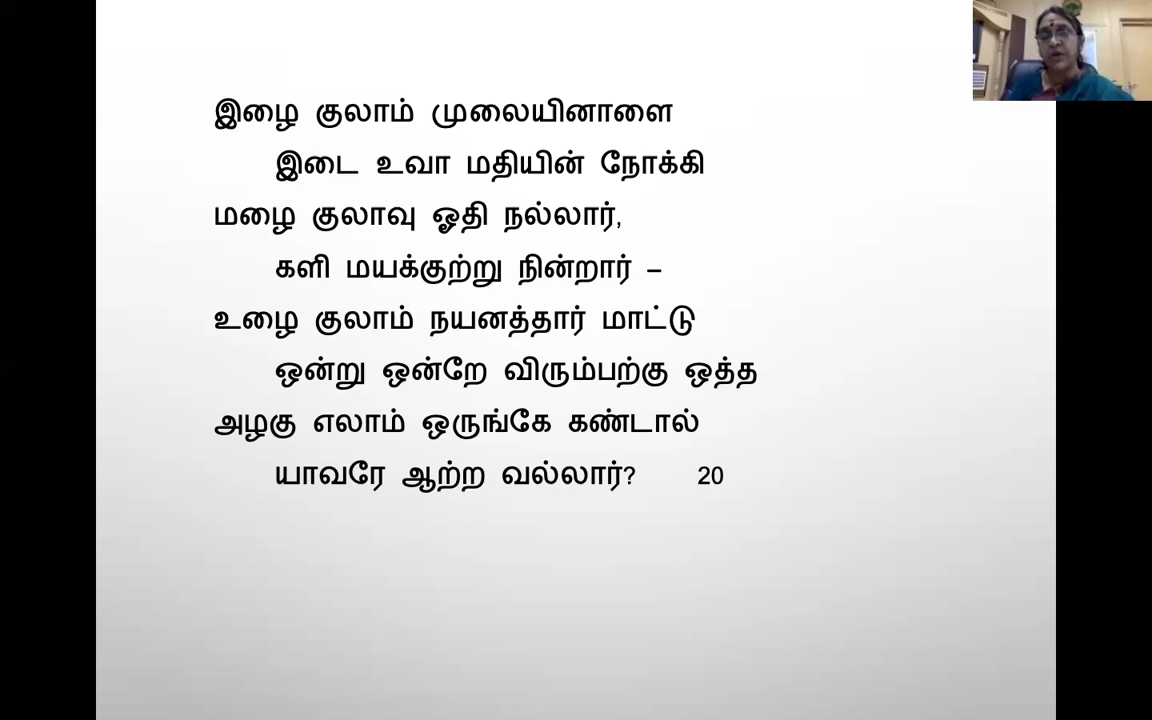 இழை குலாம் முலையினாளை
இடை உவா மதியின் நோக்கி
மழை குலாவு ஓதி நல்லார்,
களி மயக்குற்று நின்றார் –
உழை குலாம் நயனத்தார் மாட்டு
ஒன்று ஒன்றே விரும்பற்கு ஒத்த
அழகு எலாம் ஒருங்கே கண்டால்
யாவரே ஆற்ற வல்லார்? 20